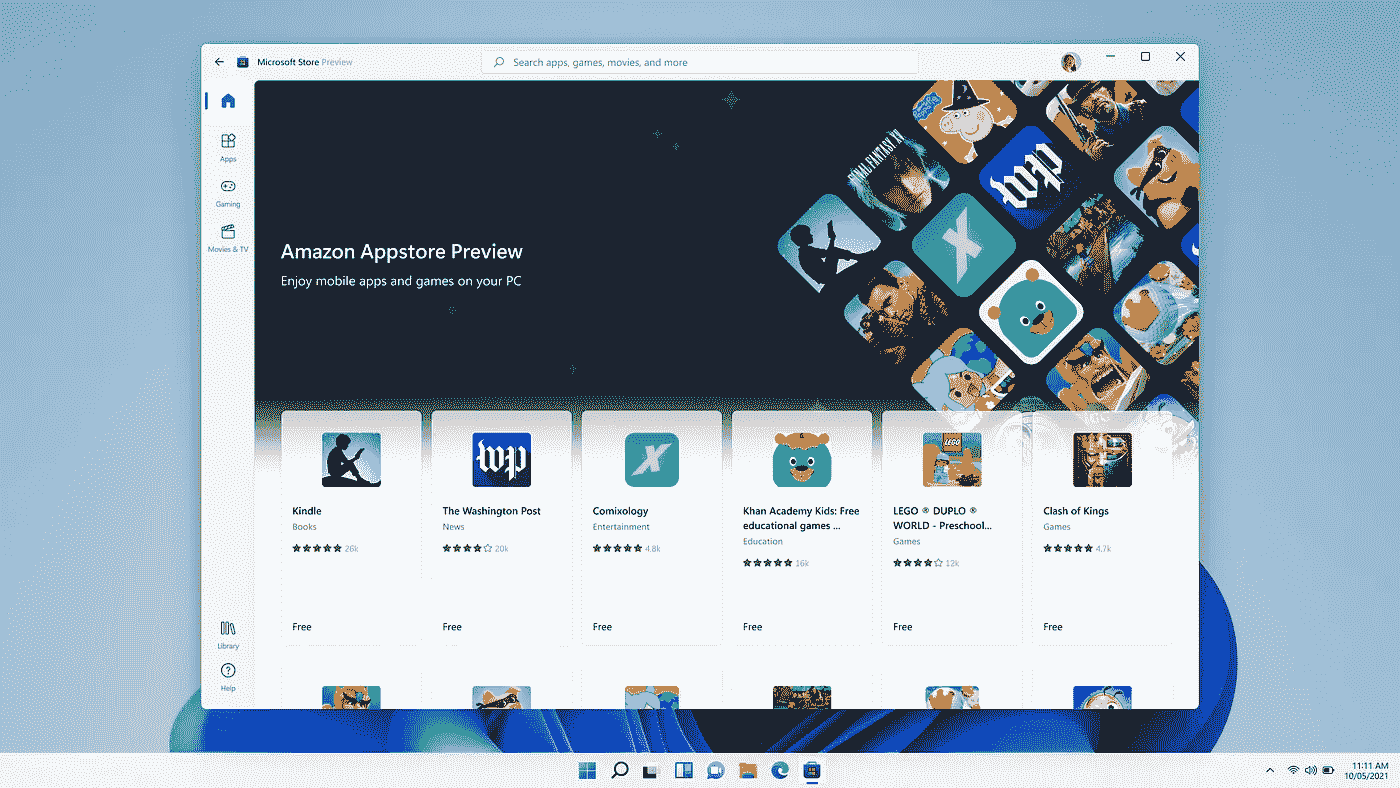 Microsoft Store Preview
Search apps, games, movies, and more
Apps
Gaming
Movies & TV
Library
Help
Amazon Appstore Preview
Enjoy mobile apps and games on your PC
FINAL FANTASY XV
wp
X
wp
X
LEGO
Kindle
Books
26k
Free
The Washington Post
News
20k
Free
Comixology
Entertainment
4.8k
Free
Khan Academy Kids: Free
educational games ...
Education
16k
Free
LEGO ® DUPLO ®
WORLD - Preschool...
Games
12k
Free
Clash of Kings
Games
4.7k
Free
11:11 AM
10/05/2021